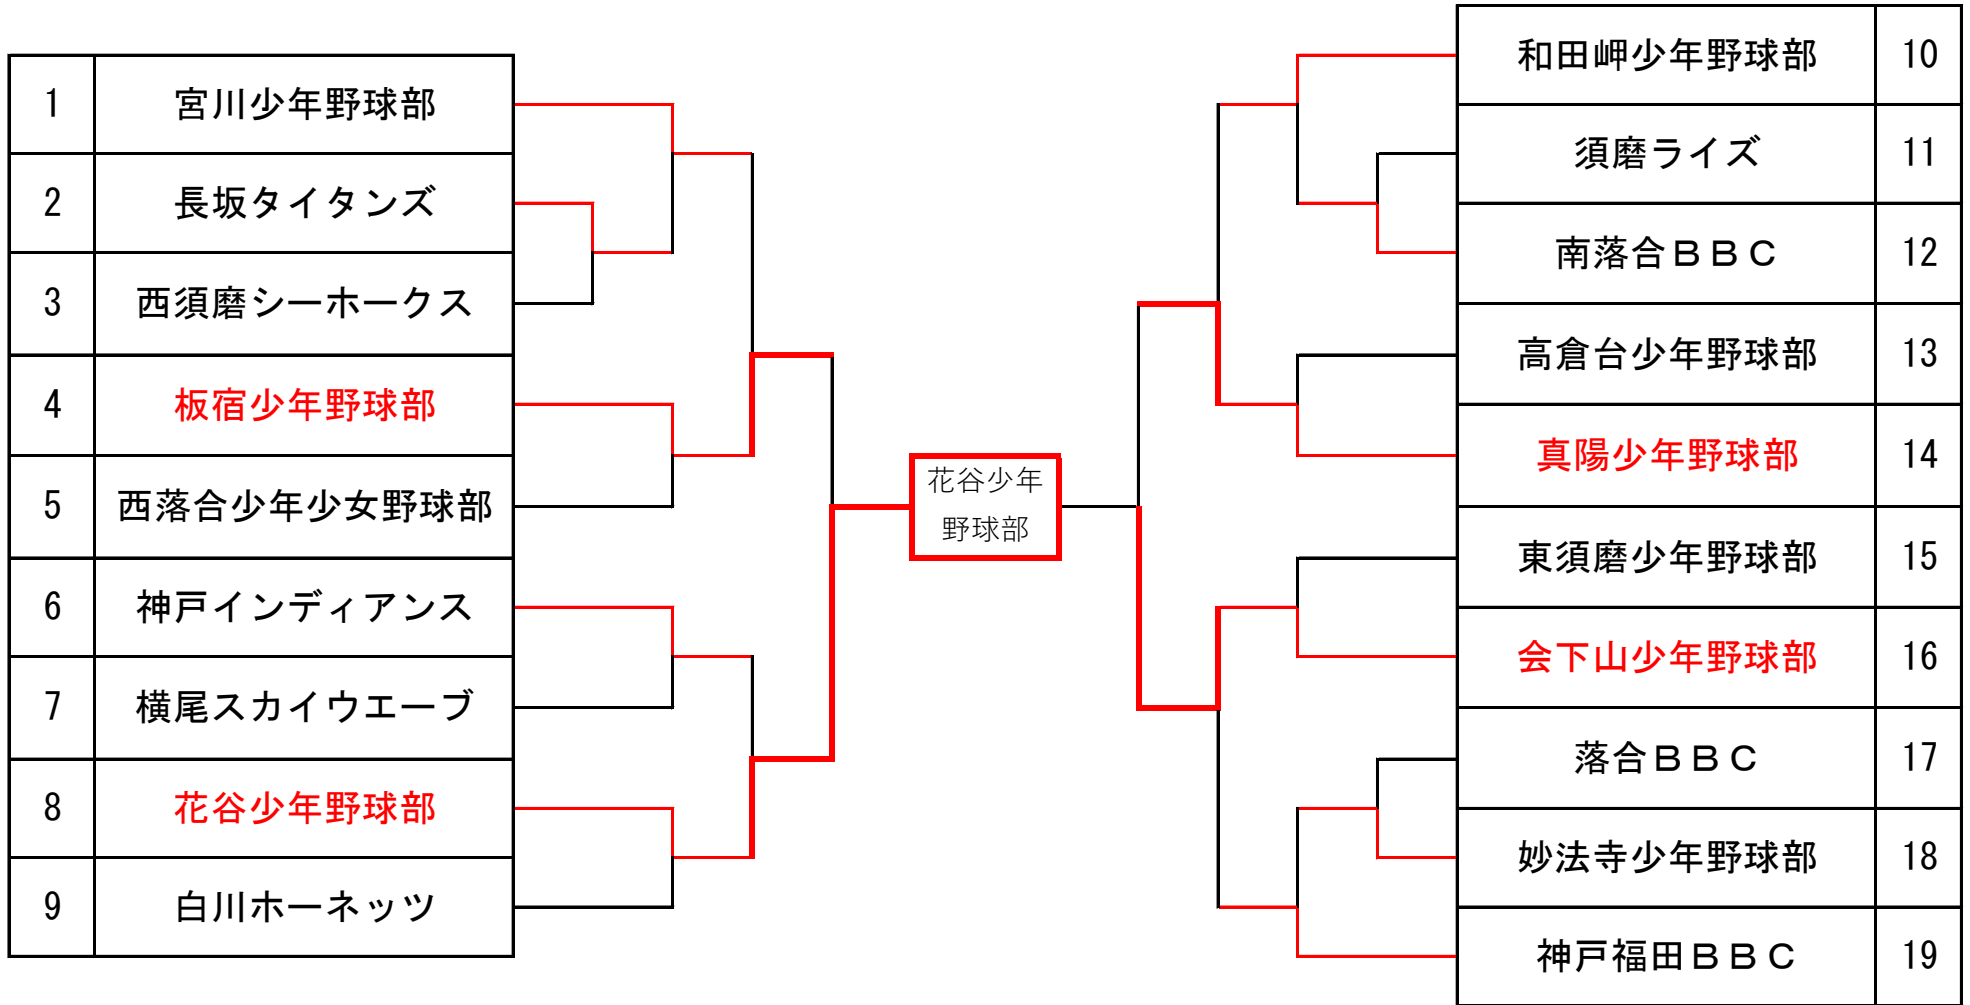 1 宮川少年野球部
2 長坂タイタンズ
3 西須磨シーホークス
4 板宿少年野球部
5 西落合少年少女野球部
6 神戸インディアンス
7 横尾スカイウエーブ
8 花谷少年野球部
9 白川ホーネッツ
花谷少年
野球部
和田岬少年野球部 10
須磨ライズ 11
南落合ＢＢＣ 12
高倉台少年野球部 13
真陽少年野球部 14
東須磨少年野球部 15
会下山少年野球部 16
落合ＢＢＣ 17
妙法寺少年野球部 18
神戸福田ＢＢＣ 19